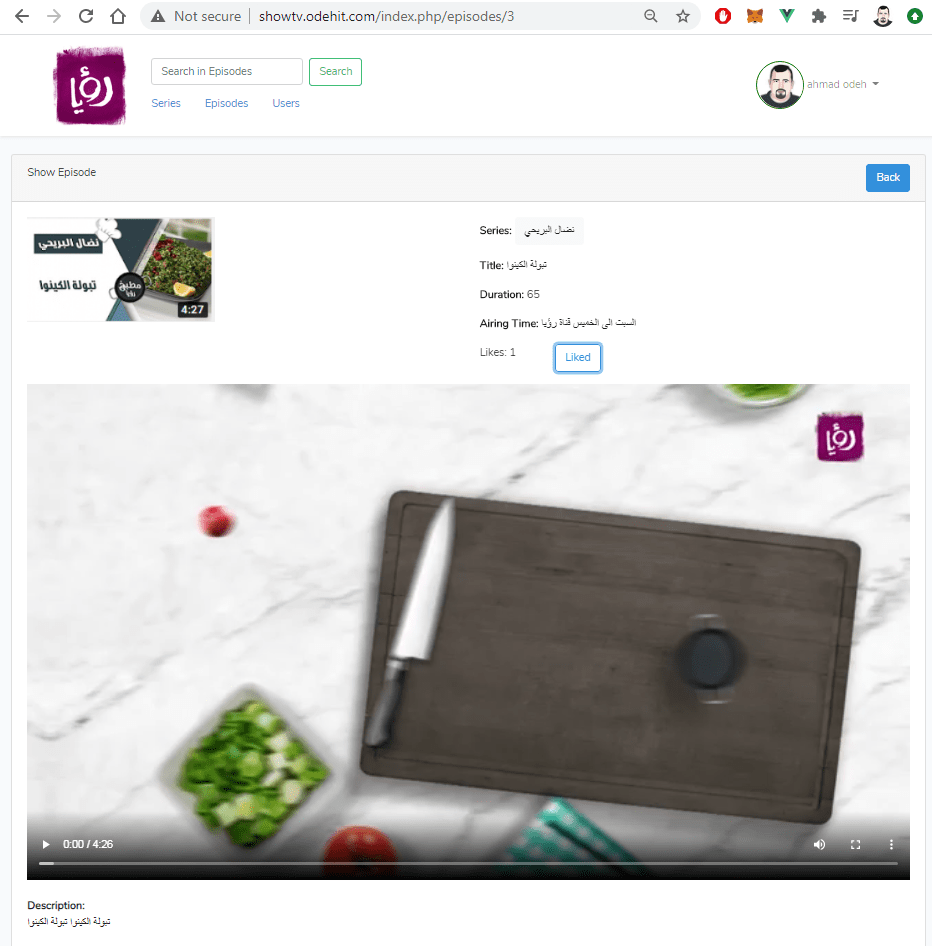 Not secure | showtv.odehit.com/index.php/episodes/3
رؤيا
Search in Episodes
Search
Series Episodes Users
ahmad odeh
Show Episode
Back
نضال البريحي
تبولة الكينوا
مطبخ
رؤيا
4:27
Series: نضال البريحي
Title: تبولة الكينوا
Duration: 65
Airing Time: السبت الى الخميس قناة رؤيا
Likes: 1
Liked
رؤيا
0:00 / 4:26
Description:
تبولة الكينوا تبولة الكينوا